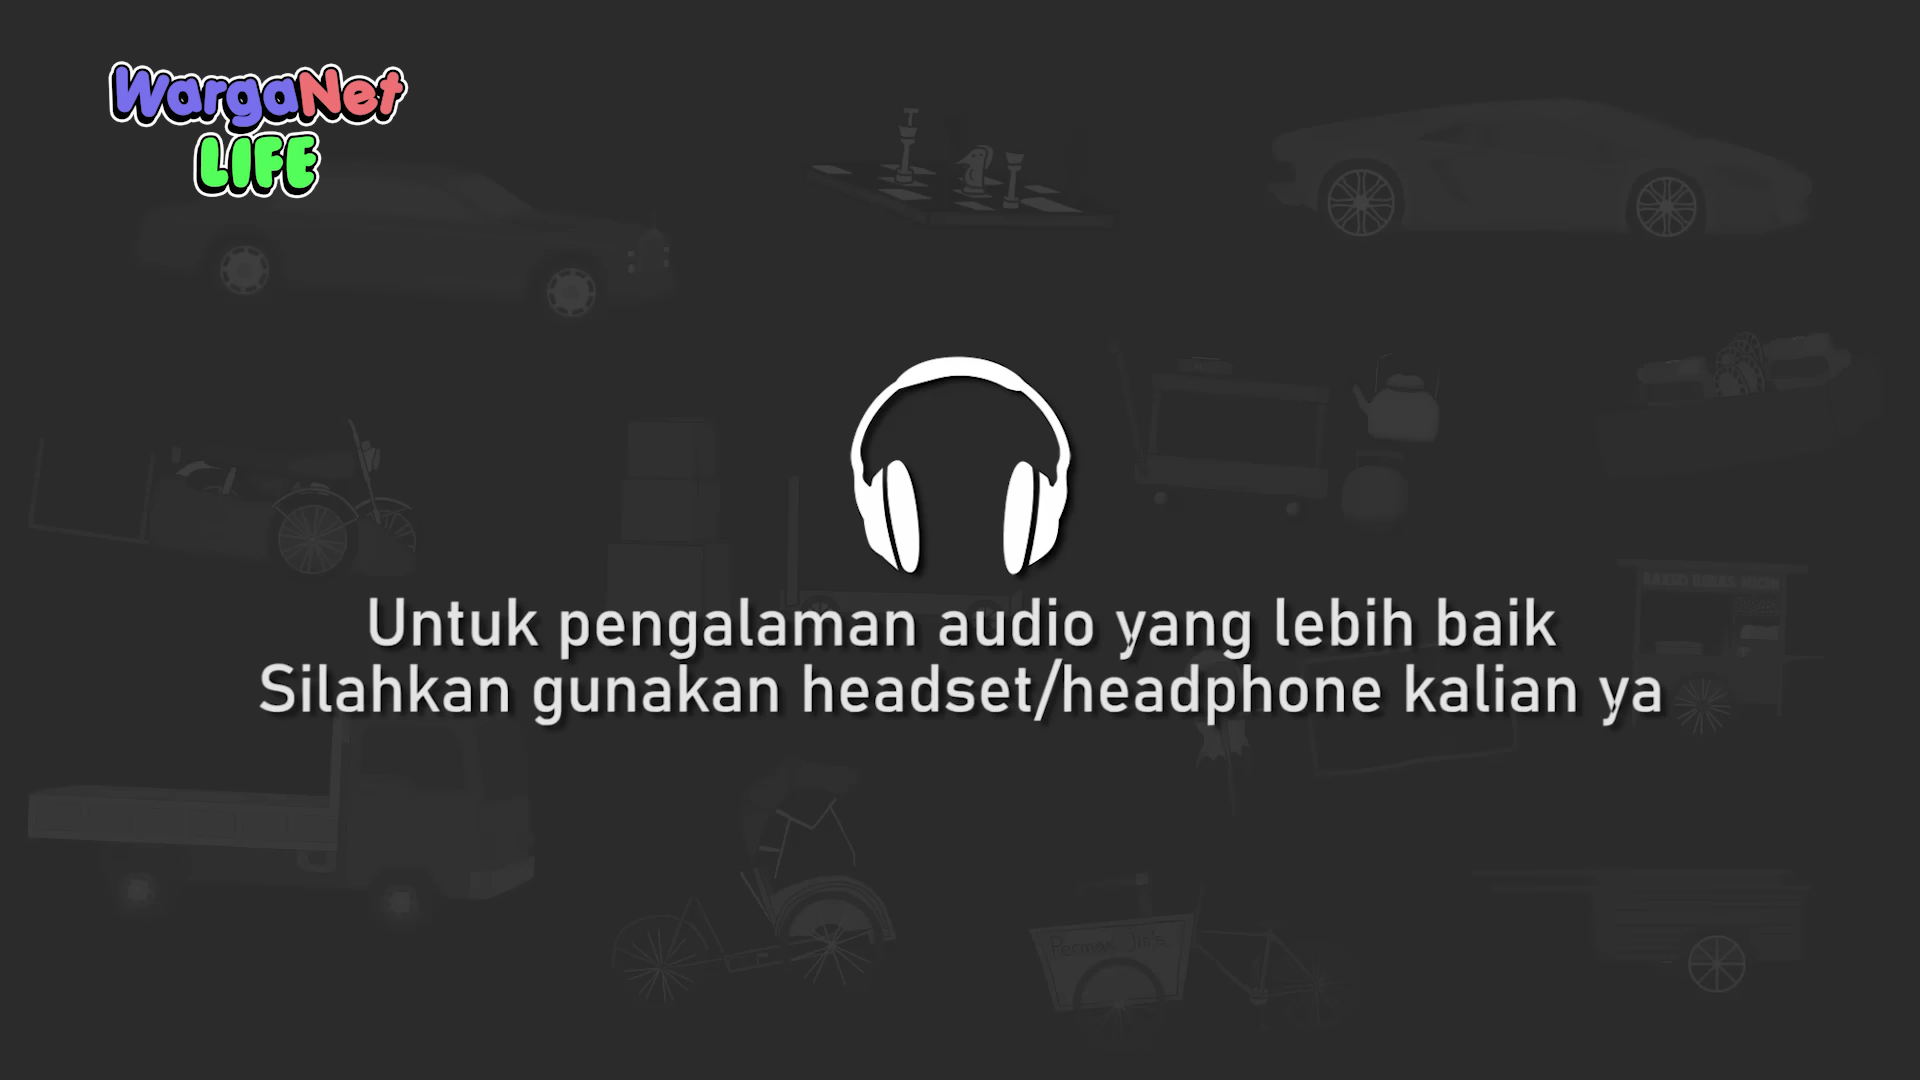 WargaNet
LIFE
Untuk pengalaman audio yang lebih baik
Silahkan gunakan headset/headphone kalian ya